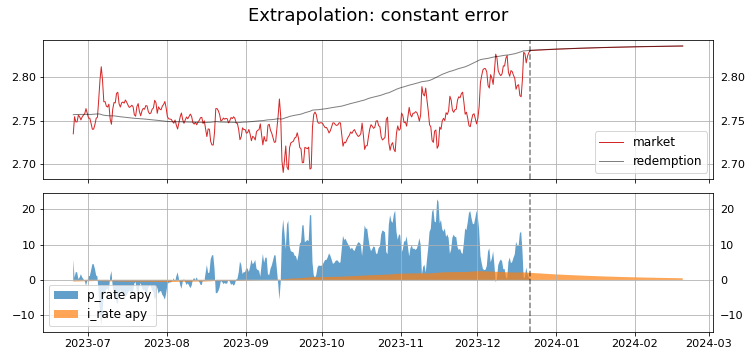 Extrapolation: constant error
2.80 2.80
2.75 2.75
2.70 2.70
market
redemption
20 20
10 10
0 0
−10 −10
p_rate apy
i_rate apy
2023-07 2023-08 2023-09 2023-10 2023-11 2023-12 2024-01 2024-02 2024-03